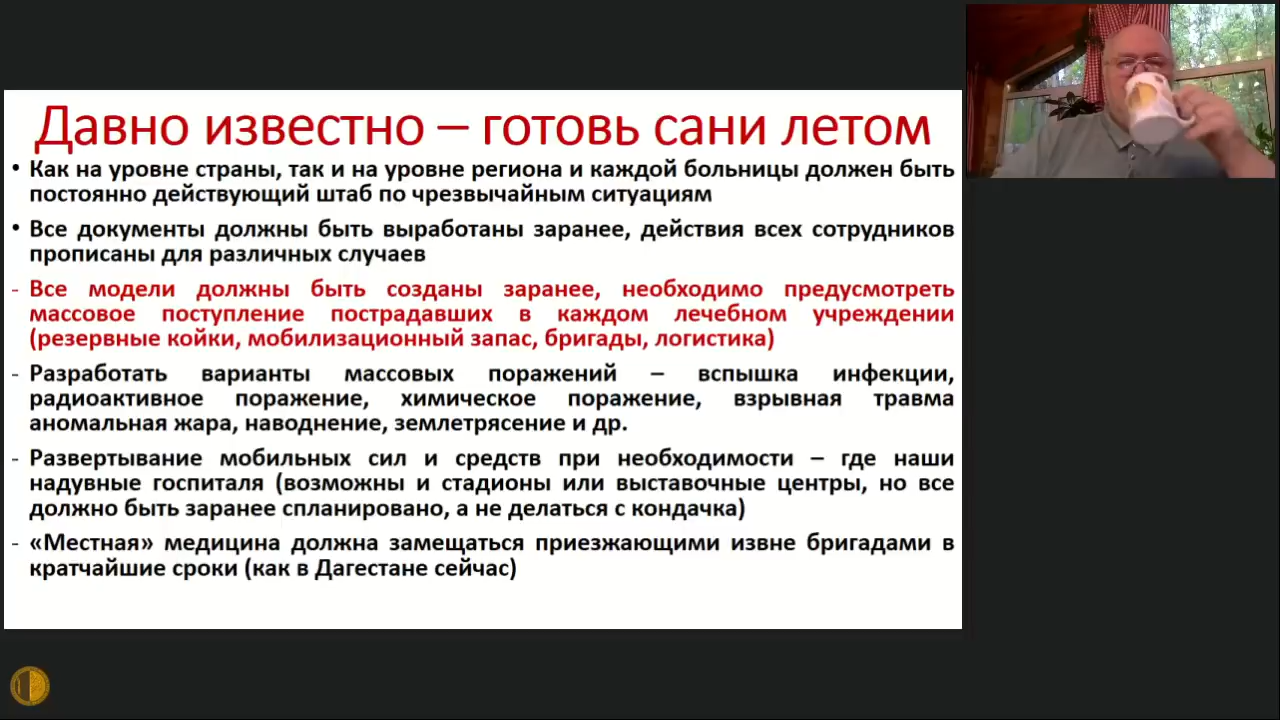 Давно известно – готовь сани летом
• Как на уровне страны, так и на уровне региона и каждой больницы должен быть
постоянно действующий штаб по чрезвычайным ситуациям
• Все документы должны быть выработаны заранее, действия всех сотрудников
прописаны для различных случаев
- Все модели должны быть созданы заранее, необходимо предусмотреть
массовое поступление пострадавших в каждом лечебном учреждении
(резервные койки, мобилизационный запас, бригады, логистика)
- Разработать варианты массовых поражений – вспышка инфекции,
радиоактивное поражение, химическое поражение, взрывная травма
аномальная жара, наводнение, землетрясение и др.
- Развертывание мобильных сил и средств при необходимости – где наши
надувные госпиталя (возможны и стадионы или выставочные центры, но все
должно быть заранее спланировано, а не делаться с кондачка)
- «Местная» медицина должна замещаться приезжающими извне бригадами в
кратчайшие сроки (как в Дагестане сейчас)